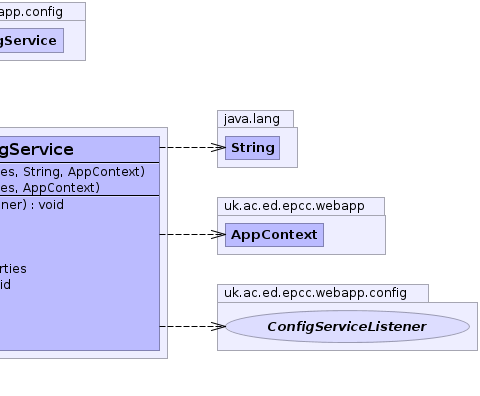 app.config
gService
java.lang
String
gService
es, String, AppContext)
es, AppContext)
ner) : void
rties
id
uk.ac.ed.epcc.webapp
AppContext
uk.ac.ed.epcc.webapp.config
ConfigServiceListener